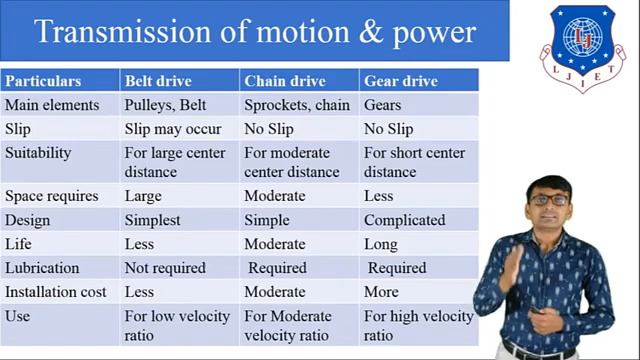 Transmission of motion & power
LJ
LJIET
Particulars Belt drive Chain drive Gear drive
Main elements Pulleys, Belt Sprockets, chain Gears
Slip Slip may occur No Slip No Slip
Suitability For large center distance For moderate center distance For short center distance
Space requires Large Moderate Less
Design Simplest Simple Complicated
Life Less Moderate Long
Lubrication Not required Required Required
Installation cost Less Moderate More
Use For low velocity ratio For Moderate velocity ratio For high velocity ratio